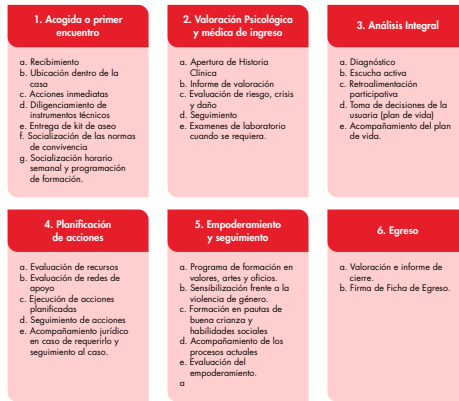 1. Acogida o primer
encuentro
a. Recibimiento
b. Ubicación dentro de la
casa
c. Acciones inmediatas
d. Diligenciamiento de
instrumentos técnicos
e. Entrega de kit de aseo
f. Socialización de las normas
de convivencia
g. Socialización horario
semanal y programación
de formación.
2. Valoración Psicológica
y médica de ingreso
a. Apertura de Historia
Clínica
b. Informe de valoración
c. Evaluación de riesgo, crisis
y daño
d. Seguimiento
e. Examenes de laboratorio
cuando se requiera.
3. Análisis Integral
a. Diagnóstico
b. Escucha activa
c. Retroalimentación
participativa
d. Toma de decisiones de la
usuaria (plan de vida)
e. Acompañamiento del plan
de vida.
4. Planificación
de acciones
a. Evaluación de recursos
b. Evaluación de redes de
apoyo
c. Ejecución de acciones
planificadas
d. Seguimiento de acciones
e. Acompañamiento jurídico
en caso de requerirlo y
seguimiento al caso.
5. Empoderamiento
y seguimiento
a. Programa de formación en
valores, artes y oficios.
b. Sensibilización frente a la
violencia de género.
c. Formación en pautas de
buena crianza y
habilidades sociales
d. Acompañamiento de los
procesos actuales
e. Evaluación del
empoderamiento.
a
6. Egreso
a. Valoración e informe de
cierre.
b. Firma de Ficha de Egreso.